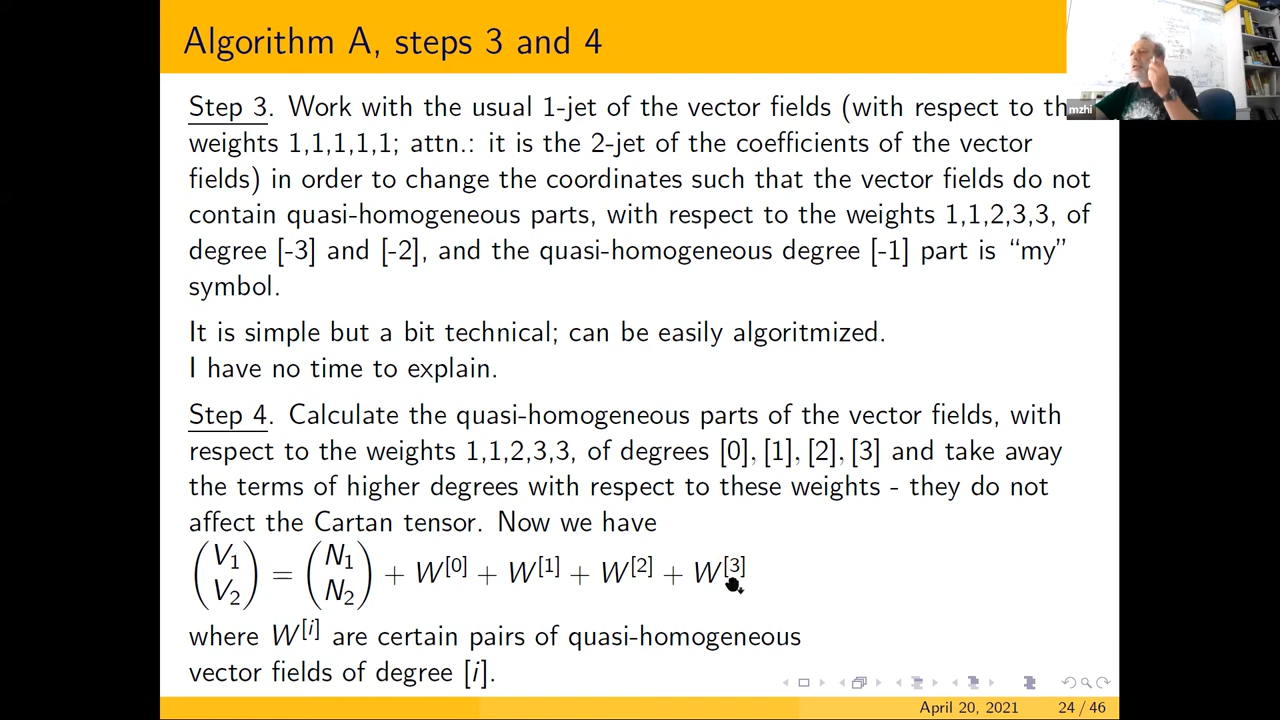 Algorithm A, steps 3 and 4
mzhi
Step 3. Work with the usual 1-jet of the vector fields (with respect to th
weights 1,1,1,1,1; attn.: it is the 2-jet of the coefficients of the vector
fields) in order to change the coordinates such that the vector fields do not
contain quasi-homogeneous parts, with respect to the weights 1,1,2,3,3, of
degree [-3] and [-2], and the quasi-homogeneous degree [-1] part is “my”
symbol.
It is simple but a bit technical; can be easily algoritmized.
I have no time to explain.
Step 4. Calculate the quasi-homogeneous parts of the vector fields, with
respect to the weights 1,1,2,3,3, of degrees [0], [1], [2], [3] and take away
the terms of higher degrees with respect to these weights - they do not
affect the Cartan tensor. Now we have
(V₁ V₂) = (N₁ N₂) + W^[0] + W^[1] + W^[2] + W^[3]
where W^[i] are certain pairs of quasi-homogeneous
vector fields of degree [i].
April 20, 2021 24 / 46